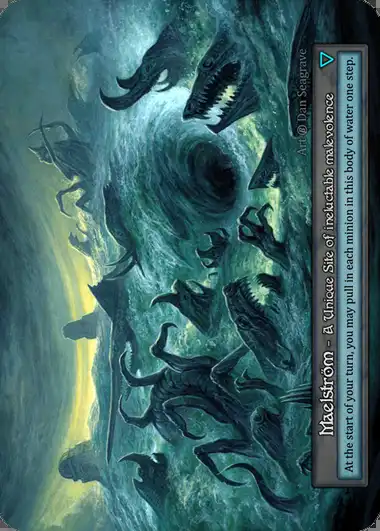 Maelström – A Unique Site of ineluctable malevolence
At the start of your turn, you may pull in each minion in this body of water one step.
Art @ Dan Seagrave